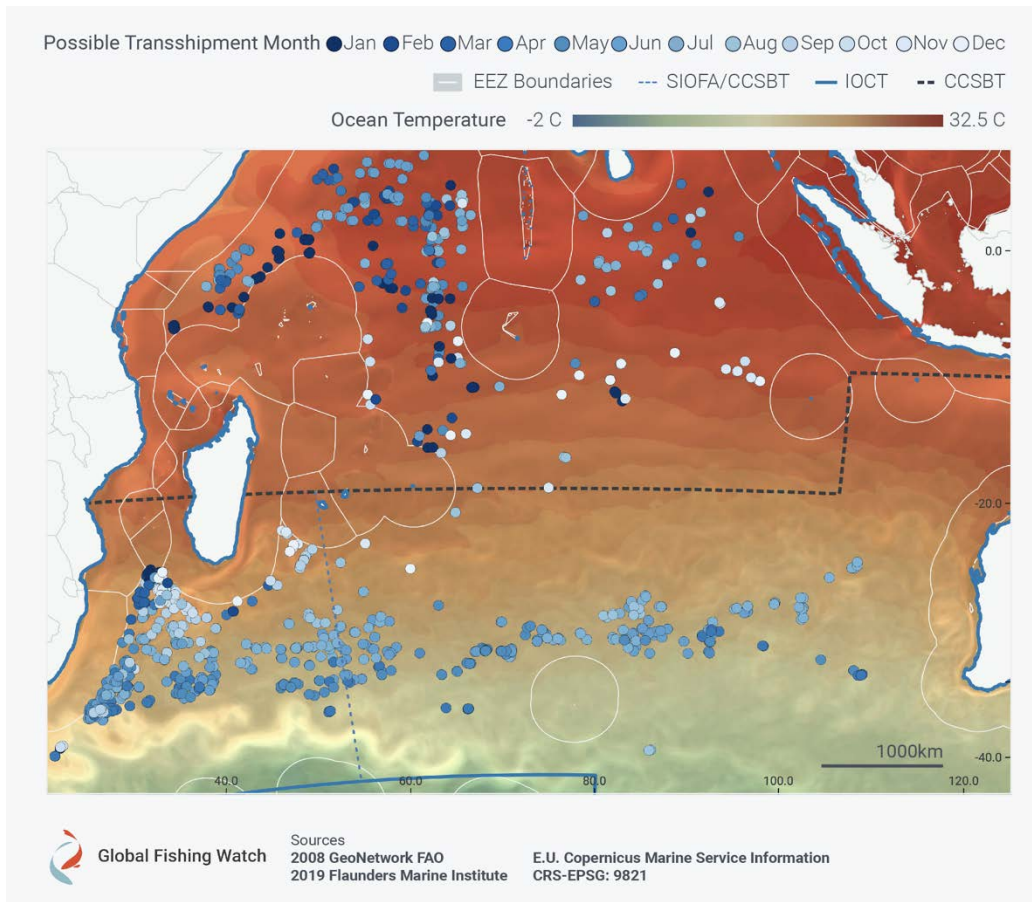 Possible Transshipment Month Jan Feb Mar Apr May Jun Jul Aug Sep Oct Nov Dec
EEZ Boundaries SIOFA/CCSBT IOCT CCSBT
Ocean Temperature -2 C 32.5 C
0.0
-20.0
1000km
-40.0
40.0 60.0 80.0 100.0 120.0
Global Fishing Watch
Sources
2008 GeoNetwork FAO
2019 Flaunders Marine Institute
E.U. Copernicus Marine Service Information
CRS-EPSG: 9821